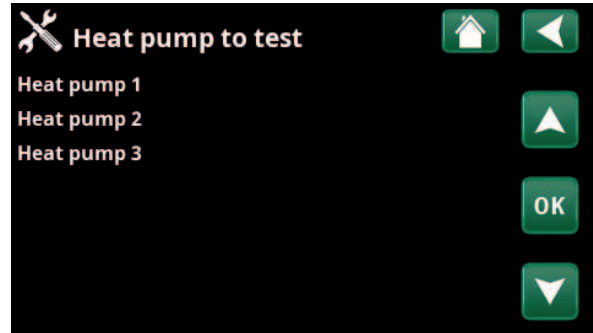 Heat pump to test
Heat pump 1
Heat pump 2
Heat pump 3
OK